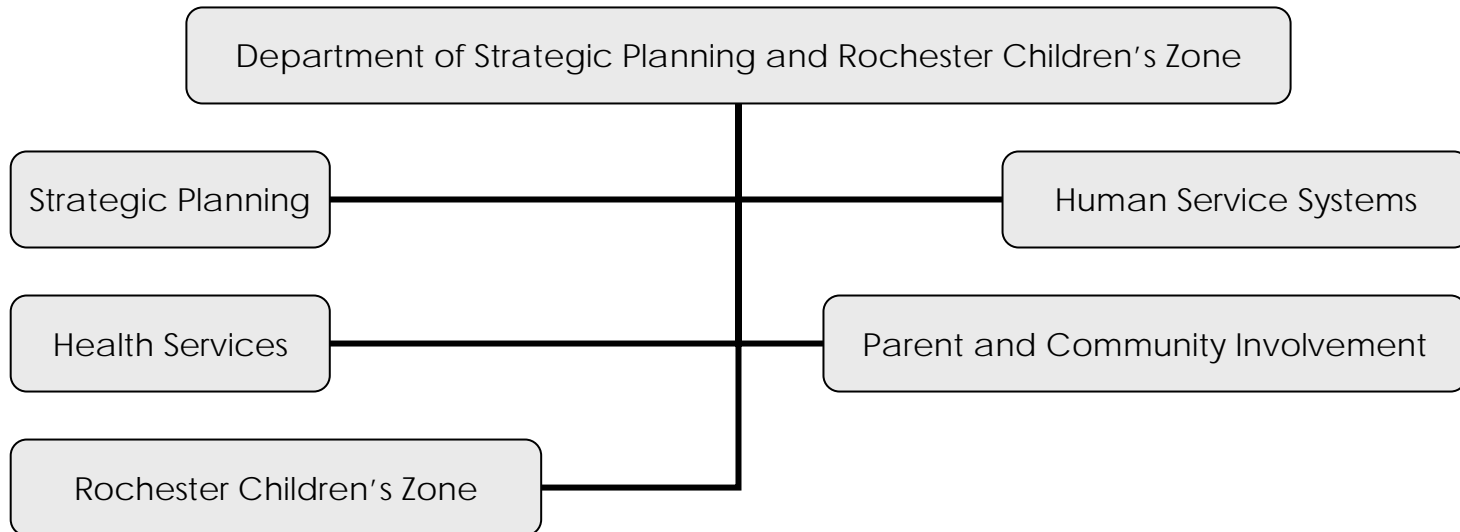 Department of Strategic Planning and Rochester Children’s Zone
Strategic Planning
Human Service Systems
Health Services
Parent and Community Involvement
Rochester Children’s Zone